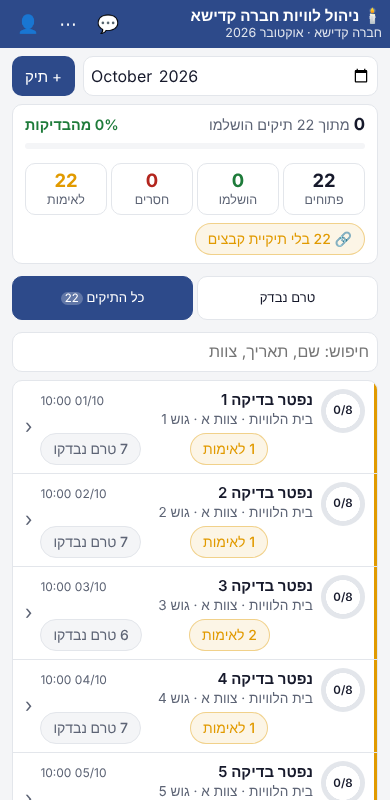 🕯️ ניהול לוויות חברה קדישא
חברה קדישא · אוקטובר 2026
October 2026
+ תיק
0 מתוך 22 תיקים הושלמו
0% מהבדיקות
22 פתוחים
0 הושלמו
0 חסרים
22 לאימות
🔗 22 בלי תיקיית קבצים
טרם נבדק
כל התיקים 22
חיפוש: שם, תאריך, צוות
0/8
נפטר בדיקה 1
01/10 10:00
בית הלוויות · צוות א · גוש 1
1 לאימות
7 טרם נבדקו
0/8
נפטר בדיקה 2
02/10 10:00
בית הלוויות · צוות א · גוש 2
1 לאימות
7 טרם נבדקו
0/8
נפטר בדיקה 3
03/10 10:00
בית הלוויות · צוות א · גוש 3
2 לאימות
6 טרם נבדקו
0/8
נפטר בדיקה 4
04/10 10:00
בית הלוויות · צוות א · גוש 4
1 לאימות
7 טרם נבדקו
0/8
נפטר בדיקה 5
05/10 10:00
בית הלוויות · צוות א · גוש 5